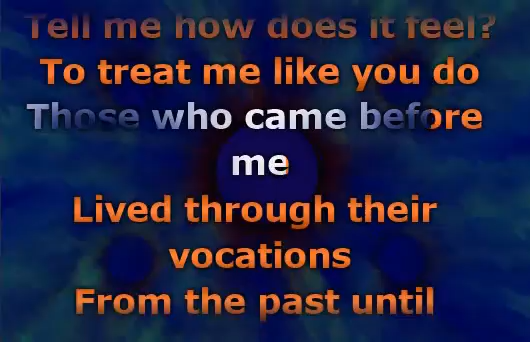 Tell me how does it feel?
To treat me like you do
Those who came before
me
Lived through their
vocations
From the past until